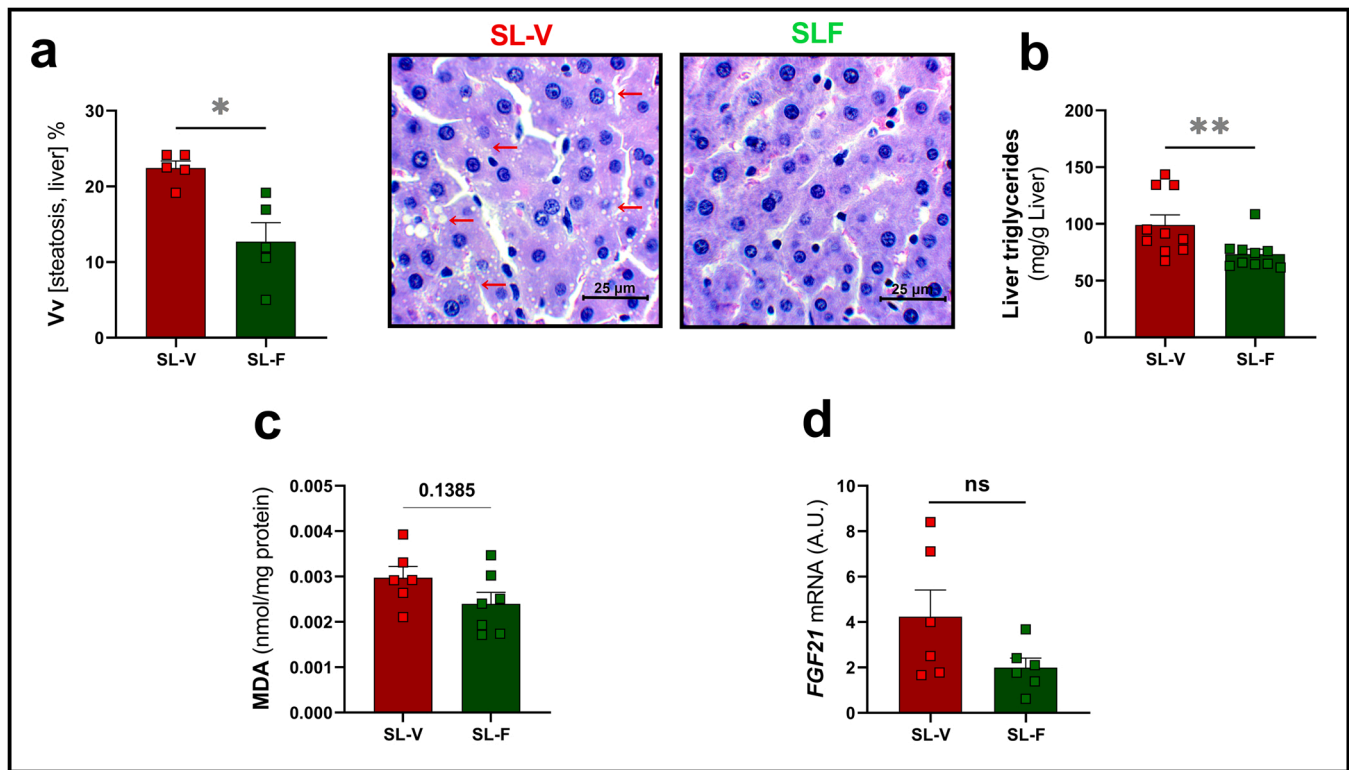 a
SL-V
SLF
b
Vv [steatosis, liver] %
30
20
10
0
*
SL-V
SL-F
25 µm
25 µm
Liver triglycerides
(mg/g Liver)
200
150
100
50
0
**
SL-V
SL-F
c
d
MDA (nmol/mg protein)
0.005
0.004
0.003
0.002
0.001
0.000
0.1385
SL-V
SL-F
FGF21 mRNA (A.U.)
10
8
6
4
2
0
ns
SL-V
SL-F